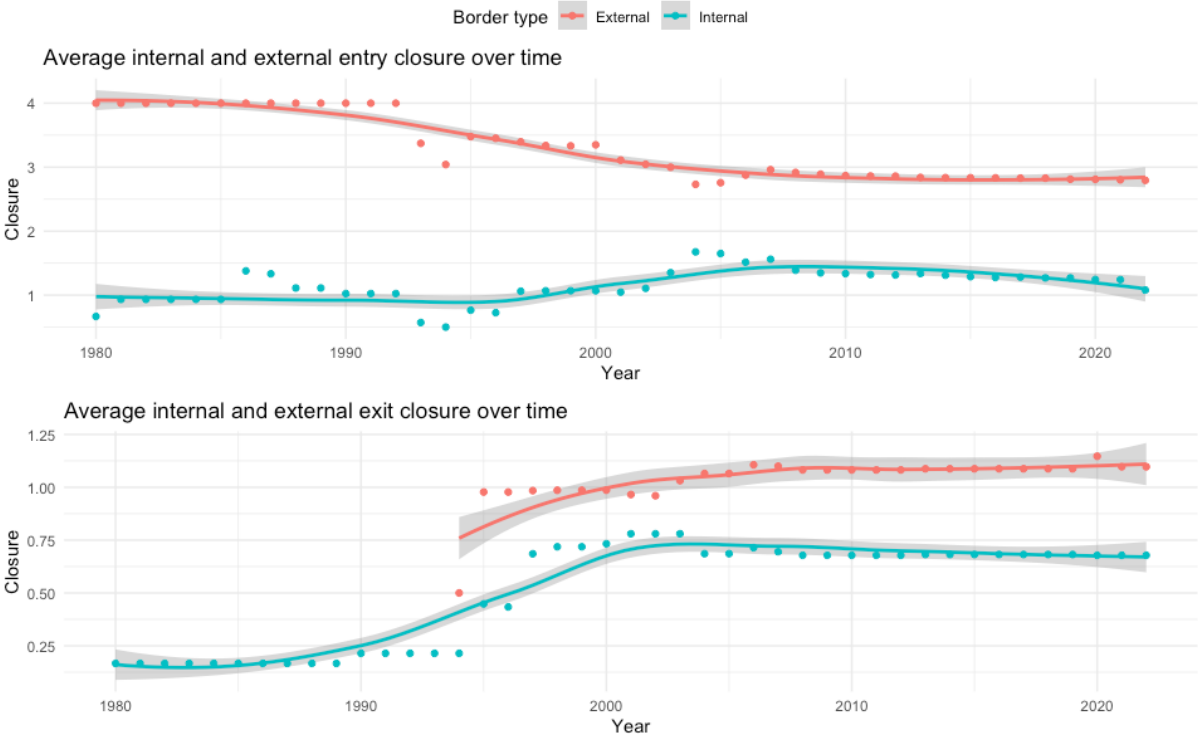 Border type External Internal
Average internal and external entry closure over time
4
3
2
1
Closure
1980 1990 2000 2010 2020
Year
Average internal and external exit closure over time
1.25
1.00
0.75
0.50
0.25
Closure
1980 1990 2000 2010 2020
Year